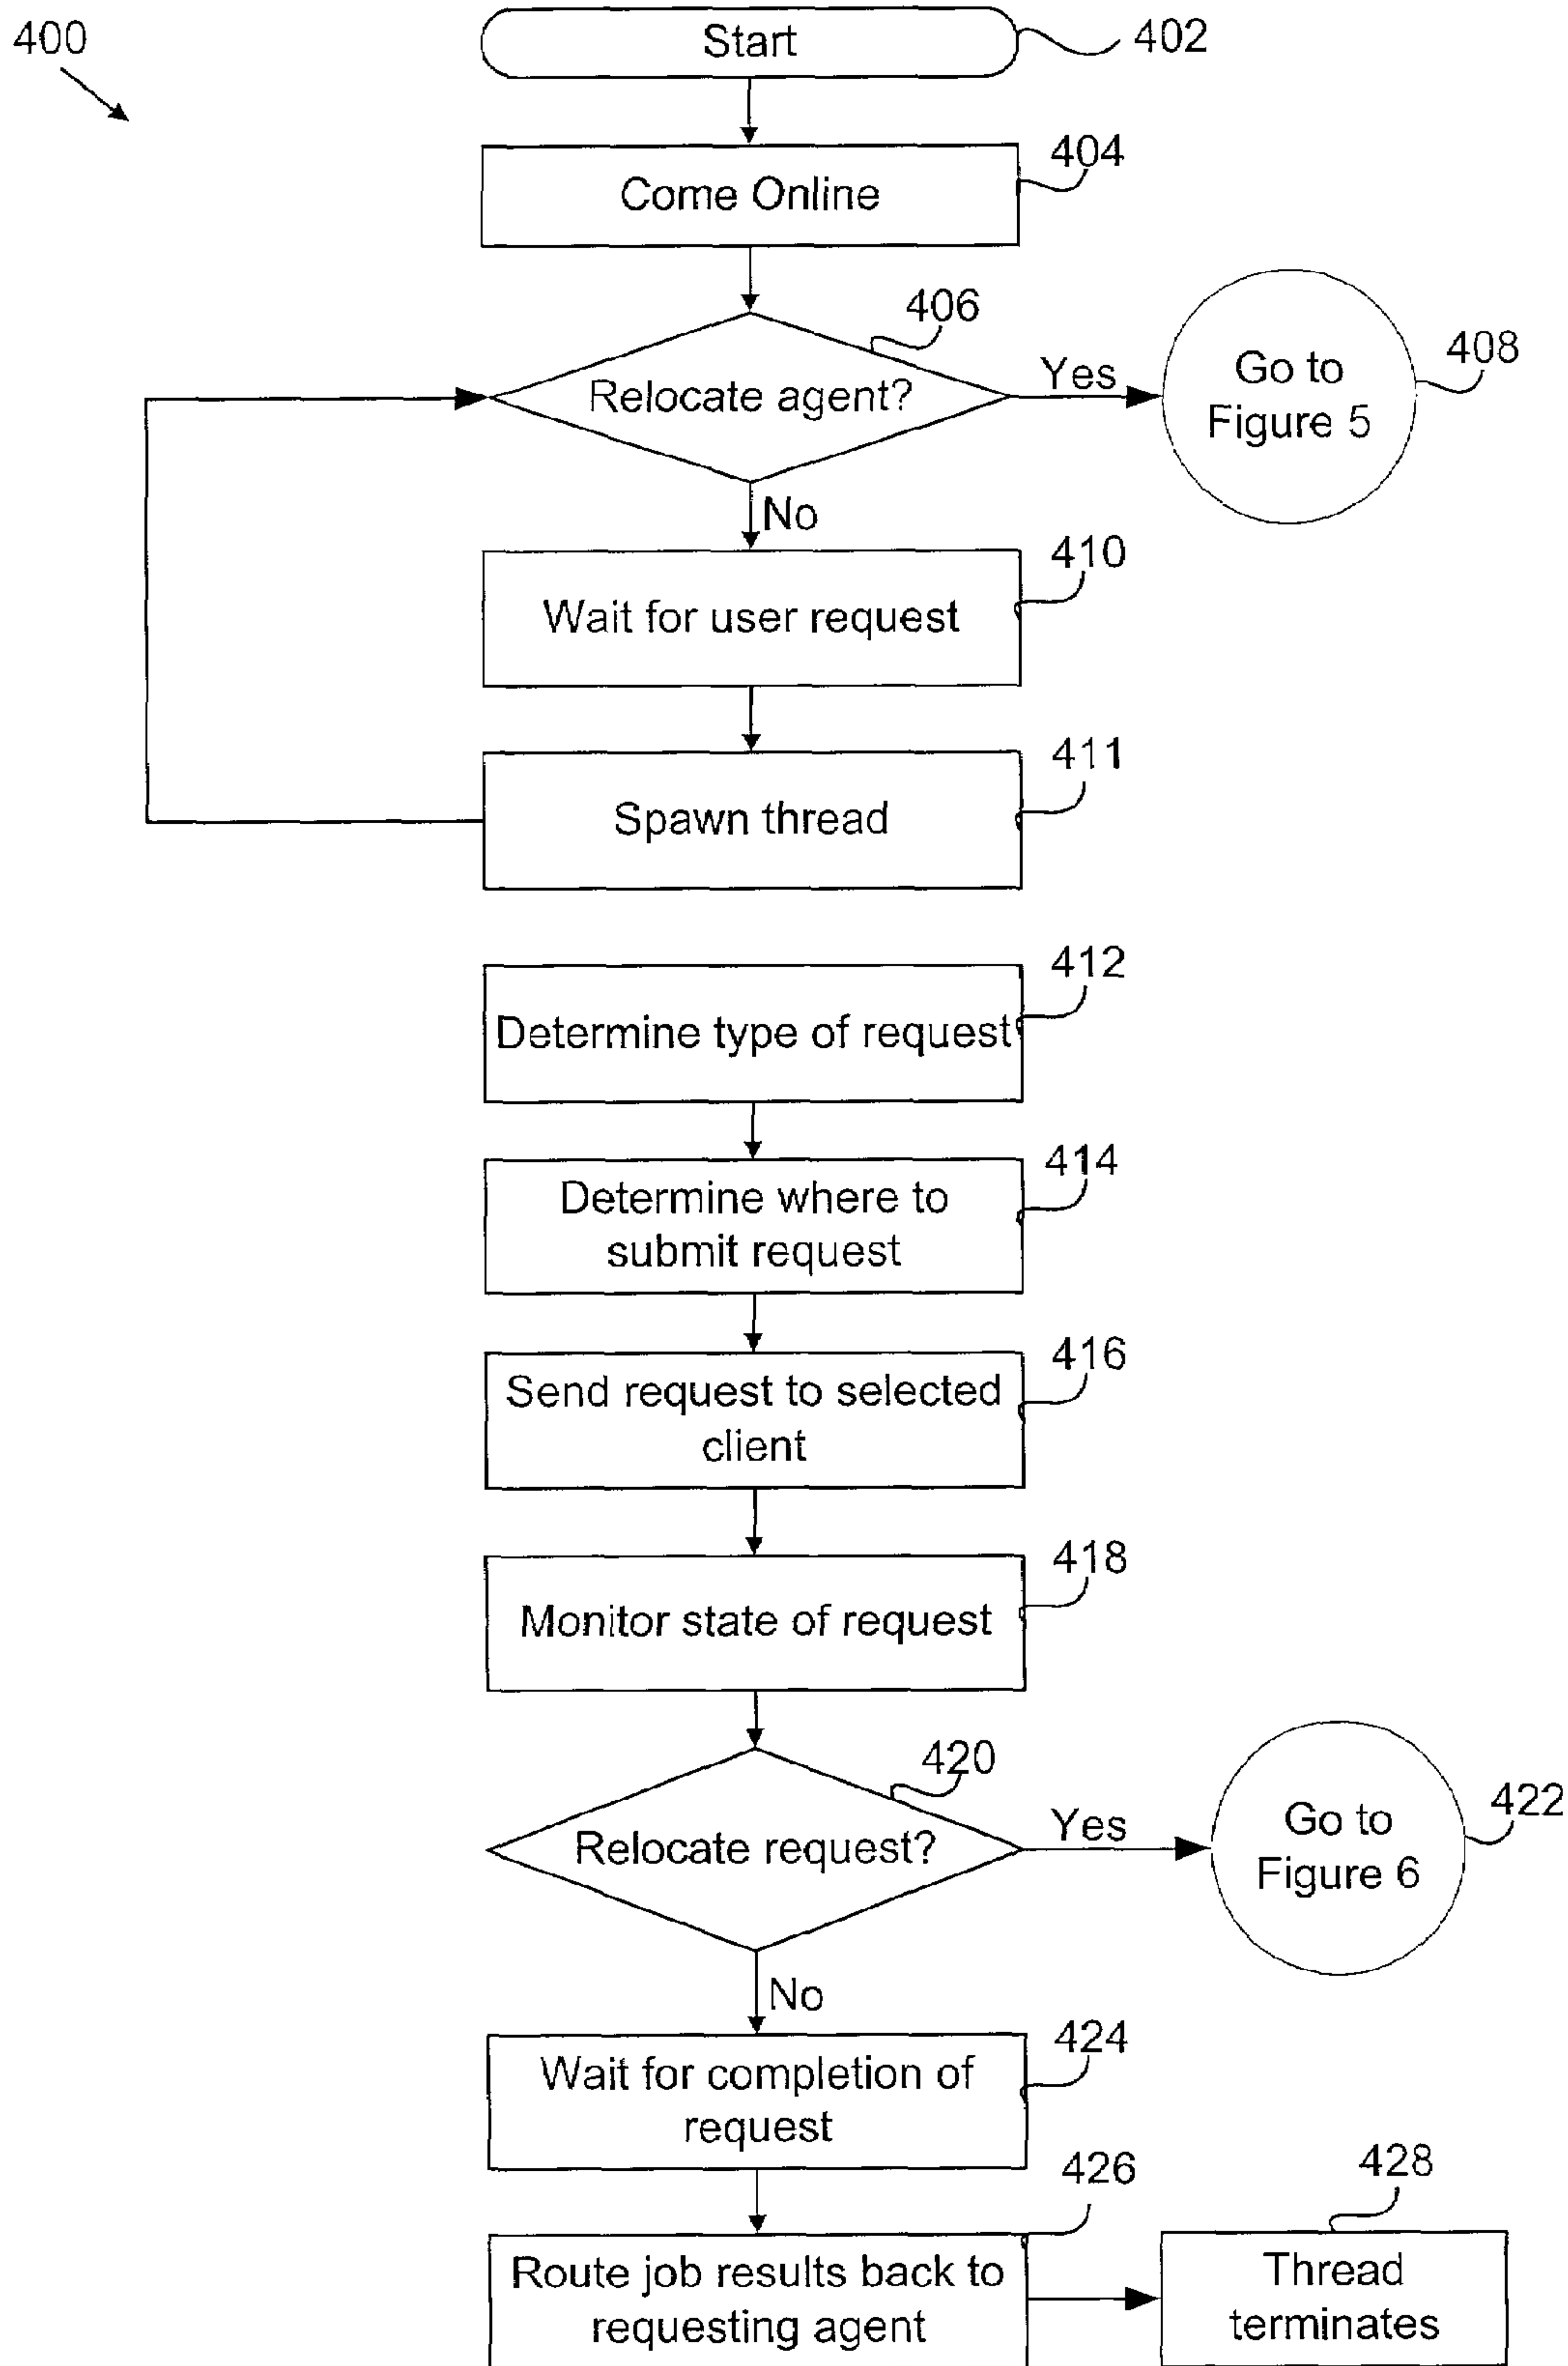 400
Start
402
Come Online
404
Relocate agent?
406
Yes
Go to
Figure 5
408
No
Wait for user request
410
Spawn thread
411
Determine type of request
412
Determine where to
submit request
414
Send request to selected
client
416
Monitor state of request
418
Relocate request?
420
Yes
Go to
Figure 6
422
No
Wait for completion of
request
424
Route job results back to
requesting agent
426
Thread
terminates
428